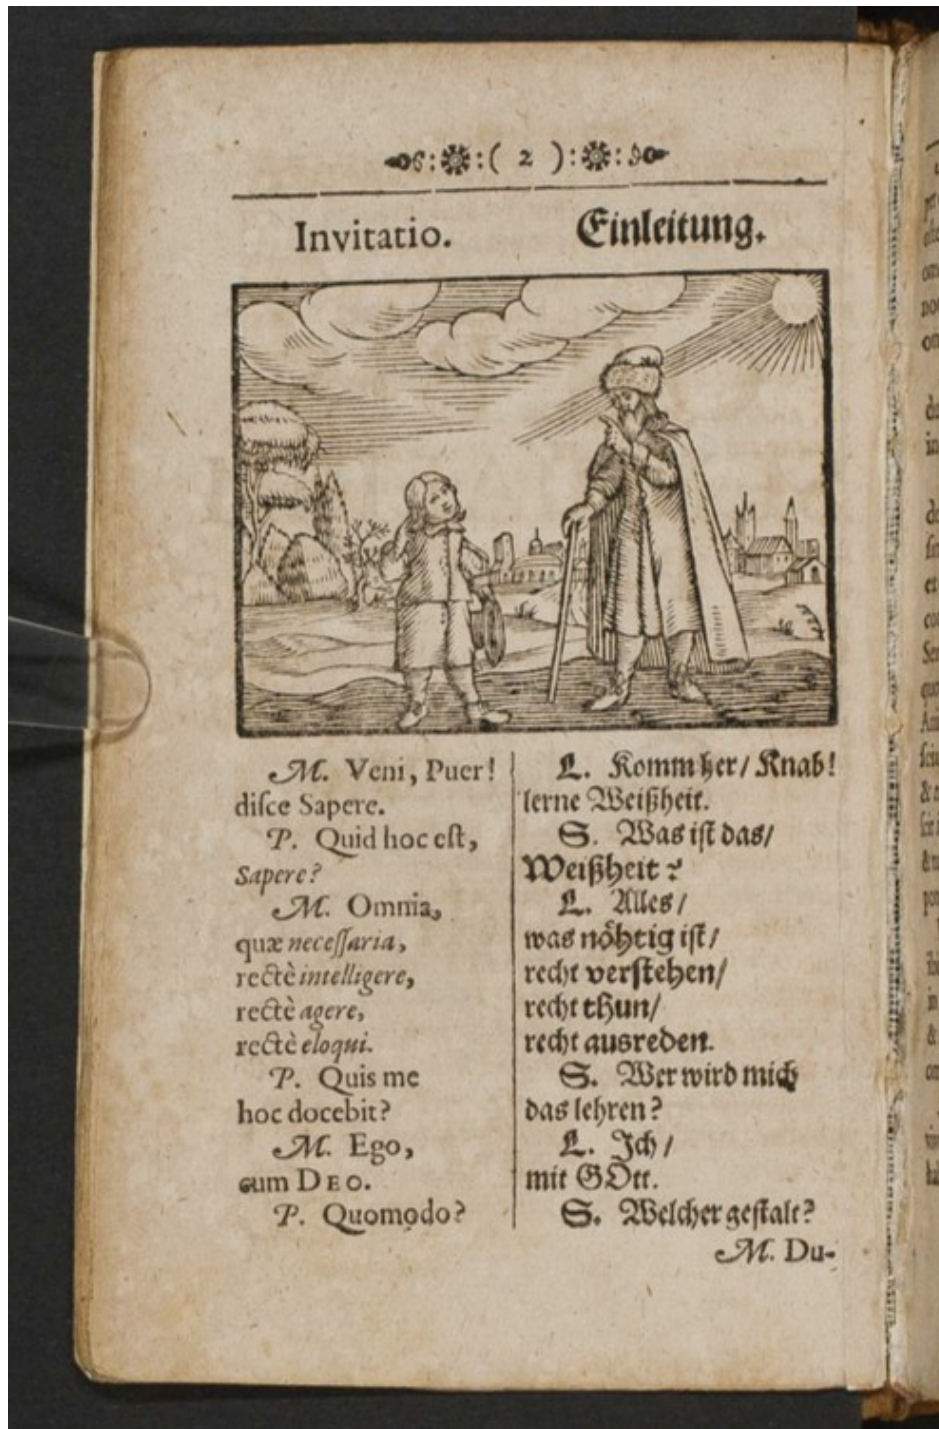 ( 2 )
Invitatio.
Einleitung.
M. Veni, Puer!
diſce Sapere.
P. Quid hoc eſt,
Sapere?
M. Omnia,
quæ neceſſaria,
rectè intelligere,
rectè agere,
rectè eloqui.
P. Quis me
hoc docebit?
M. Ego,
cum DEO.
P. Quomodo?
L. Komm her/ Knab!
lerne Weißheit.
S. Was iſt das/
Weißheit?
L. Alles/
was nöhtig iſt/
recht verſtehen/
recht thun/
recht ausreden.
S. Wer wird mich
das lehren?
L. Ich/
mit GOtt.
S. Welcher geſtalt?
M. Du-